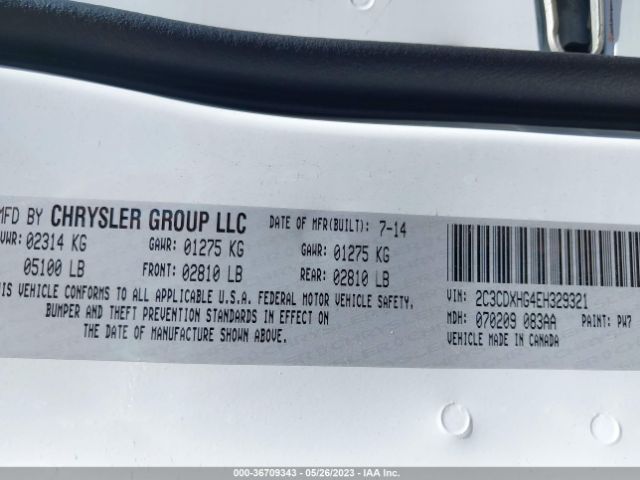 MFD BY CHRYSLER GROUP LLC DATE OF MFR(BUILT): 7-14
VWR: 02314 KG GAWR: 01275 KG GAWR: 01275 KG
05100 LB FRONT: 02810 LB REAR: 02810 LB
HIS VEHICLE CONFORMS TO ALL APPLICABLE U.S.A. FEDERAL MOTOR VEHICLE SAFETY,
BUMPER AND THEFT PREVENTION STANDARDS IN EFFECT ON
THE DATE OF MANUFACTURE SHOWN ABOVE.
VIN: 2C3CDXHG4EH329321
MDH: 070209 083AA PAINT: PW7
VEHICLE MADE IN CANADA
000-36709343 - 05/26/2023 - IAA Inc.